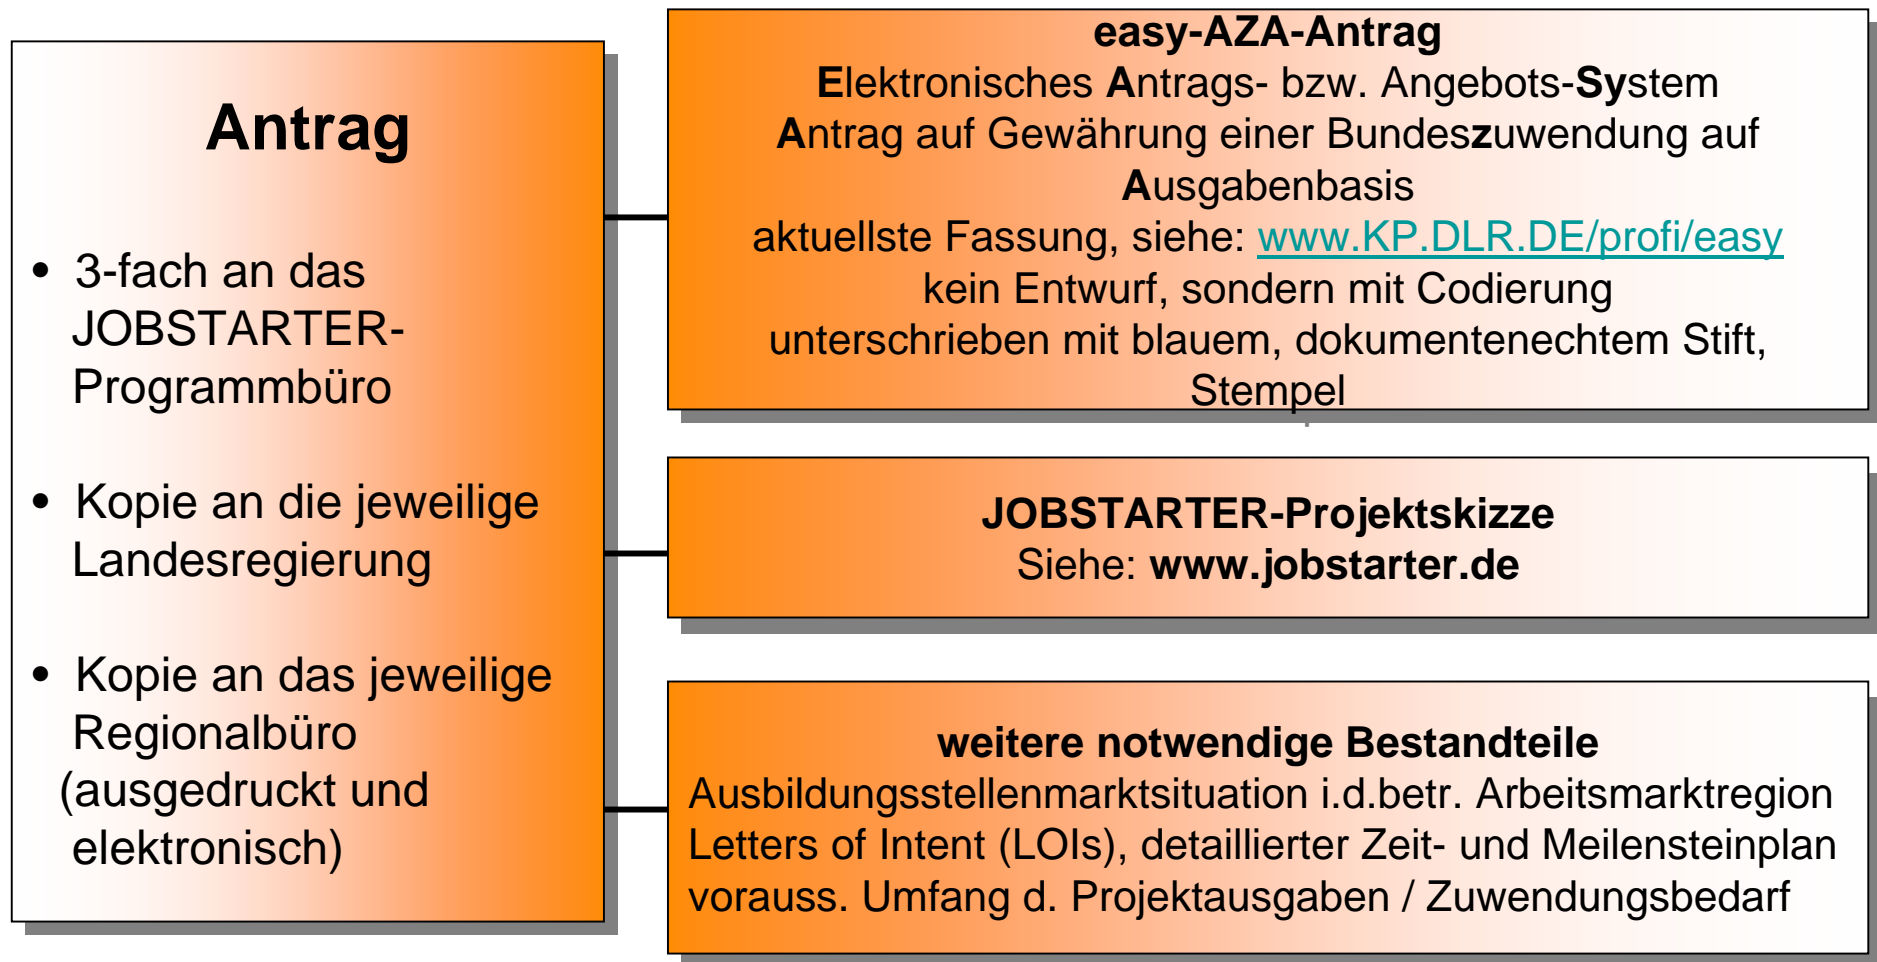 Antrag
• 3-fach an das
JOBSTARTER-
Programmbüro
• Kopie an die jeweilige
Landesregierung
• Kopie an das jeweilige
Regionalbüro
(ausgedruckt und
elektronisch)
easy-AZA-Antrag
Elektronisches Antrags- bzw. Angebots-System
Antrag auf Gewährung einer Bundeszuwendung auf
Ausgabenbasis
aktuellste Fassung, siehe: www.KP.DLR.DE/profi/easy
kein Entwurf, sondern mit Codierung
unterschrieben mit blauem, dokumentenechtem Stift,
Stempel
JOBSTARTER-Projektskizze
Siehe: www.jobstarter.de
weitere notwendige Bestandteile
Ausbildungsstellenmarktsituation i.d.betr. Arbeitsmarktregion
Letters of Intent (LOIs), detaillierter Zeit- und Meilensteinplan
vorauss. Umfang d. Projektausgaben / Zuwendungsbedarf